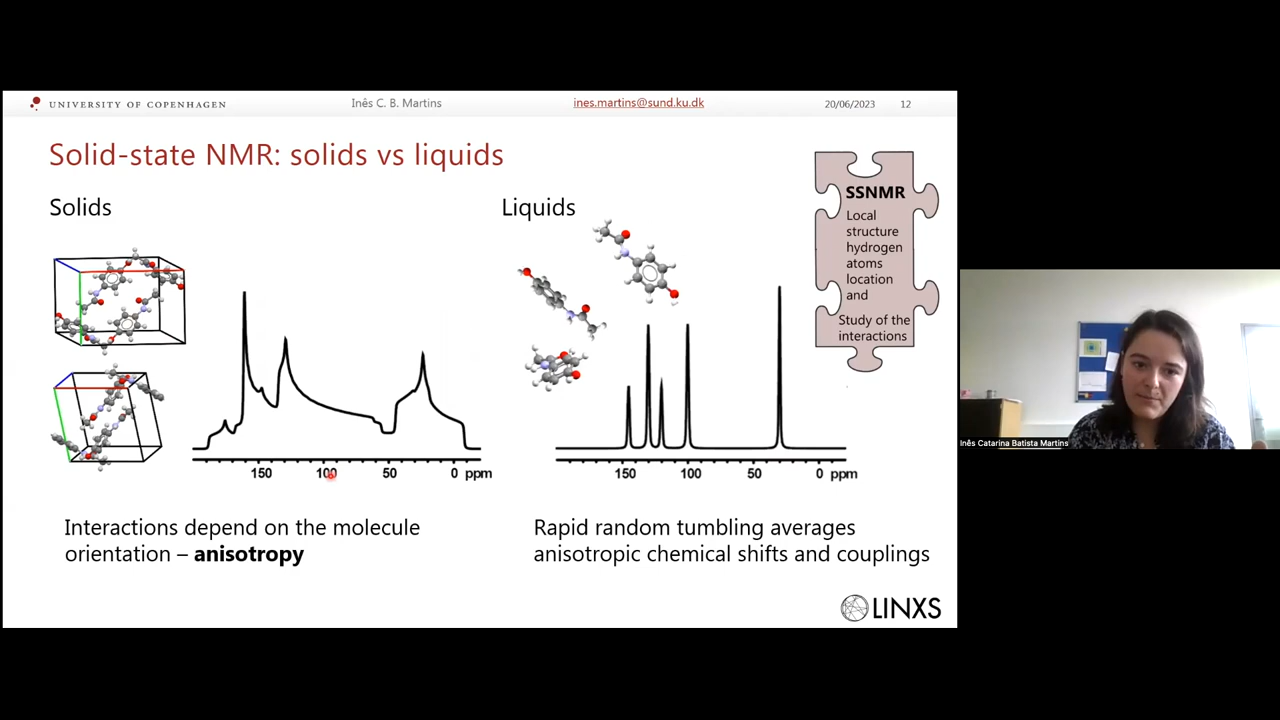 UNIVERSITY OF COPENHAGEN
Inês C. B. Martins
ines.martins@sund.ku.dk
20/06/2023
12
Solid-state NMR: solids vs liquids
Solids
Liquids
SSNMR
Local
structure
hydrogen
atoms
location
and
Study of the
interactions
150 100 50 0 ppm
150 100 50 0 ppm
Interactions depend on the molecule
orientation – anisotropy
Rapid random tumbling averages
anisotropic chemical shifts and couplings
LINXS
Inês Catarina Batista Martins